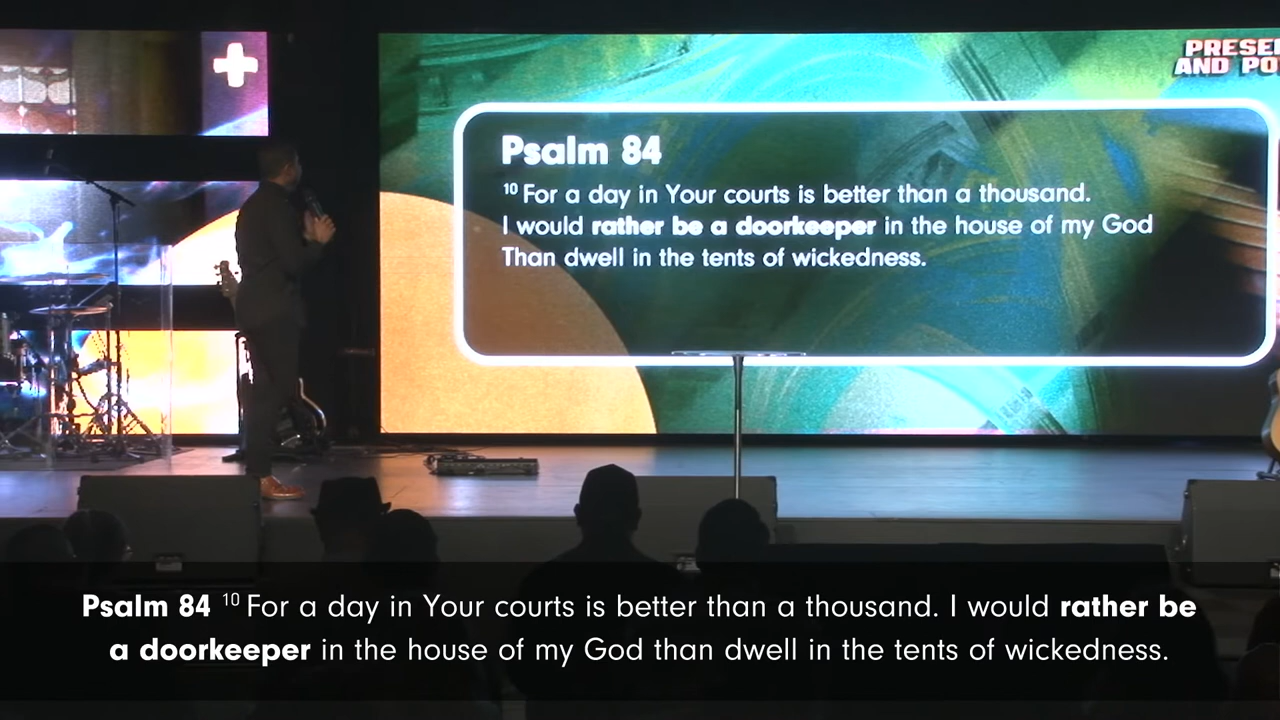 PRESE
AND PO
Psalm 84
10 For a day in Your courts is better than a thousand.
I would rather be a doorkeeper in the house of my God
Than dwell in the tents of wickedness.
Psalm 84 10 For a day in Your courts is better than a thousand. I would rather be
a doorkeeper in the house of my God than dwell in the tents of wickedness.